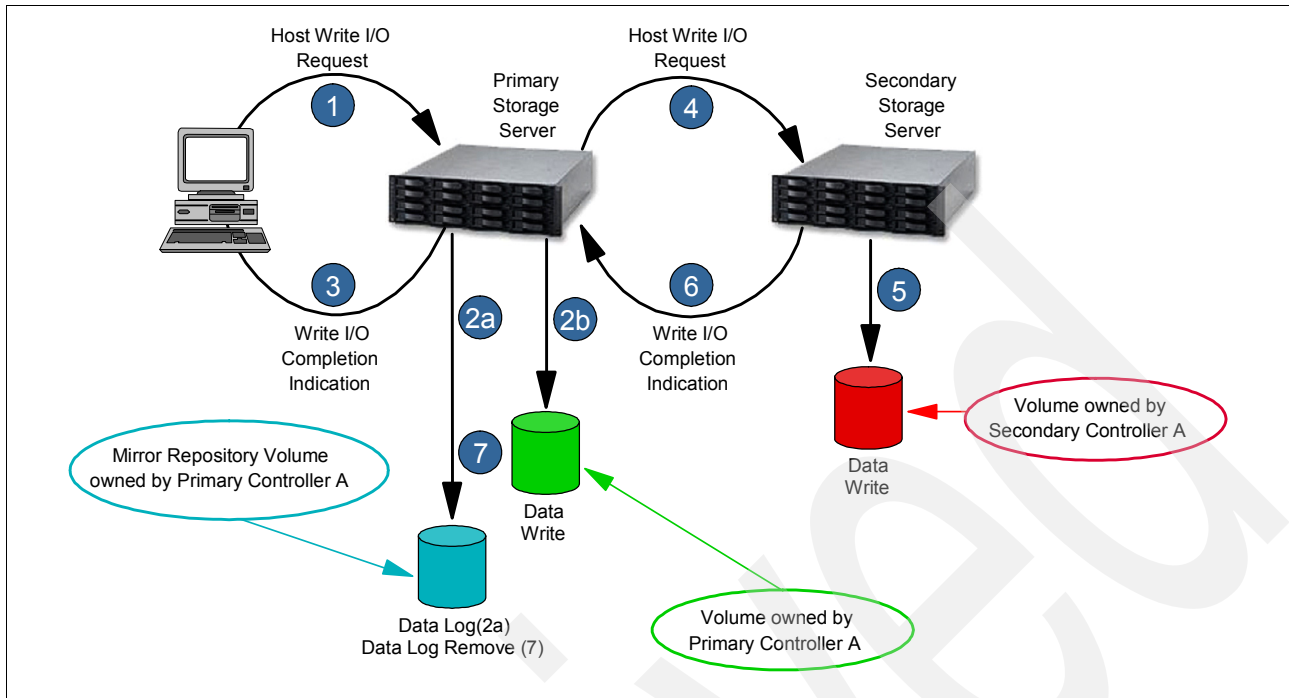 Host Write I/O
Request
1
Primary
Storage
Server
Host Write I/O
Request
4
Secondary
Storage
Server
3
Write I/O
Completion
Indication
2a
2b
6
Write I/O
Completion
Indication
5
Mirror Repository Volume
owned by Primary Controller A
7
Data
Write
Volume owned by
Secondary Controller A
Data
Write
Data Log(2a)
Data Log Remove (7)
Volume owned by
Primary Controller A